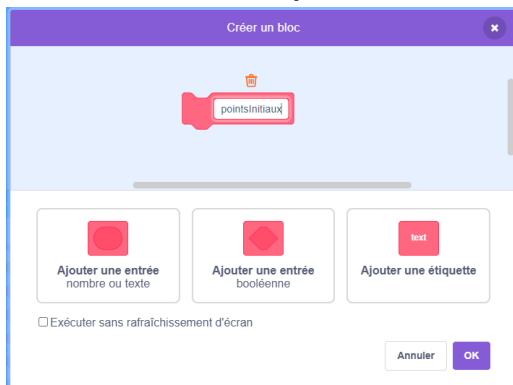 Créer un bloc
pointsInitiaux
text
Ajouter une entrée
nombre ou texte
Ajouter une entrée
booléenne
Ajouter une étiquette
Exécuter sans rafraîchissement d'écran
Annuler
OK